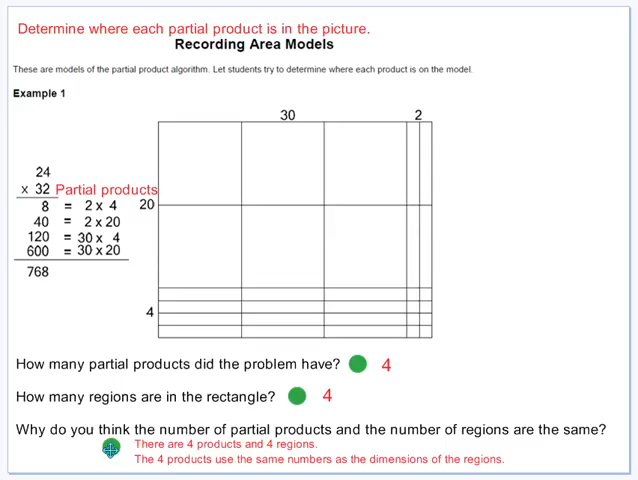 Determine where each partial product is in the picture.
Recording Area Models
These are models of the partial product algorithm. Let students try to determine where each product is on the model.
Example 1
30 2
24
x 32 Partial products
8 = 2 x 4 20
40 = 2 x 20
120 = 30 x 4
600 = 30 x 20
768
4
How many partial products did the problem have? 4
How many regions are in the rectangle? 4
Why do you think the number of partial products and the number of regions are the same?
There are 4 products and 4 regions.
The 4 products use the same numbers as the dimensions of the regions.